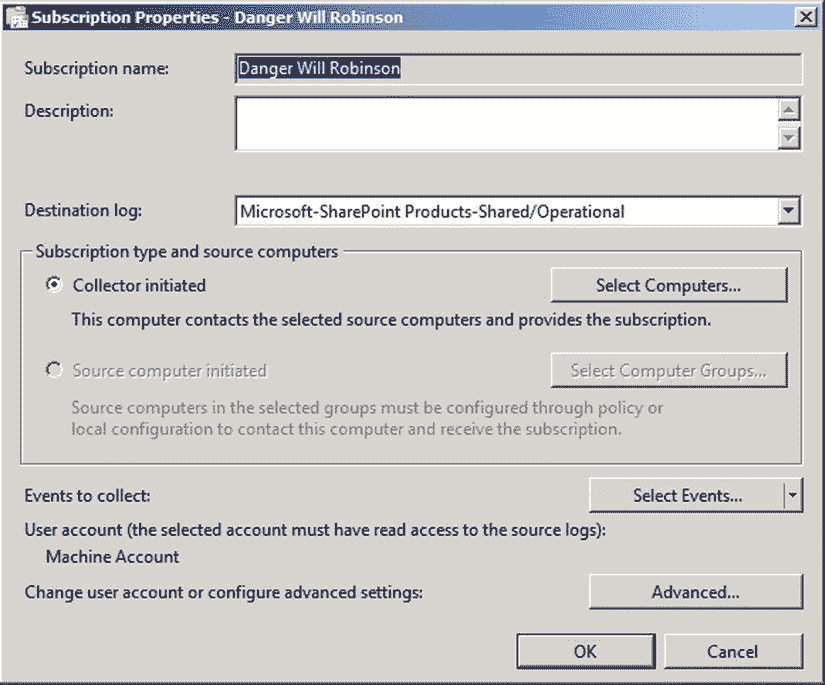 Subscription Properties - Danger Will Robinson
Subscription name:
Danger Will Robinson
Description:
Destination log:
Microsoft-SharePoint Products-Shared/Operational
Subscription type and source computers
Collector initiated
Select Computers...
This computer contacts the selected source computers and provides the subscription.
Source computer initiated
Select Computer Groups...
Source computers in the selected groups must be configured through policy or
local configuration to contact this computer and receive the subscription.
Events to collect:
Select Events...
User account (the selected account must have read access to the source logs):
Machine Account
Change user account or configure advanced settings:
Advanced...
OK
Cancel